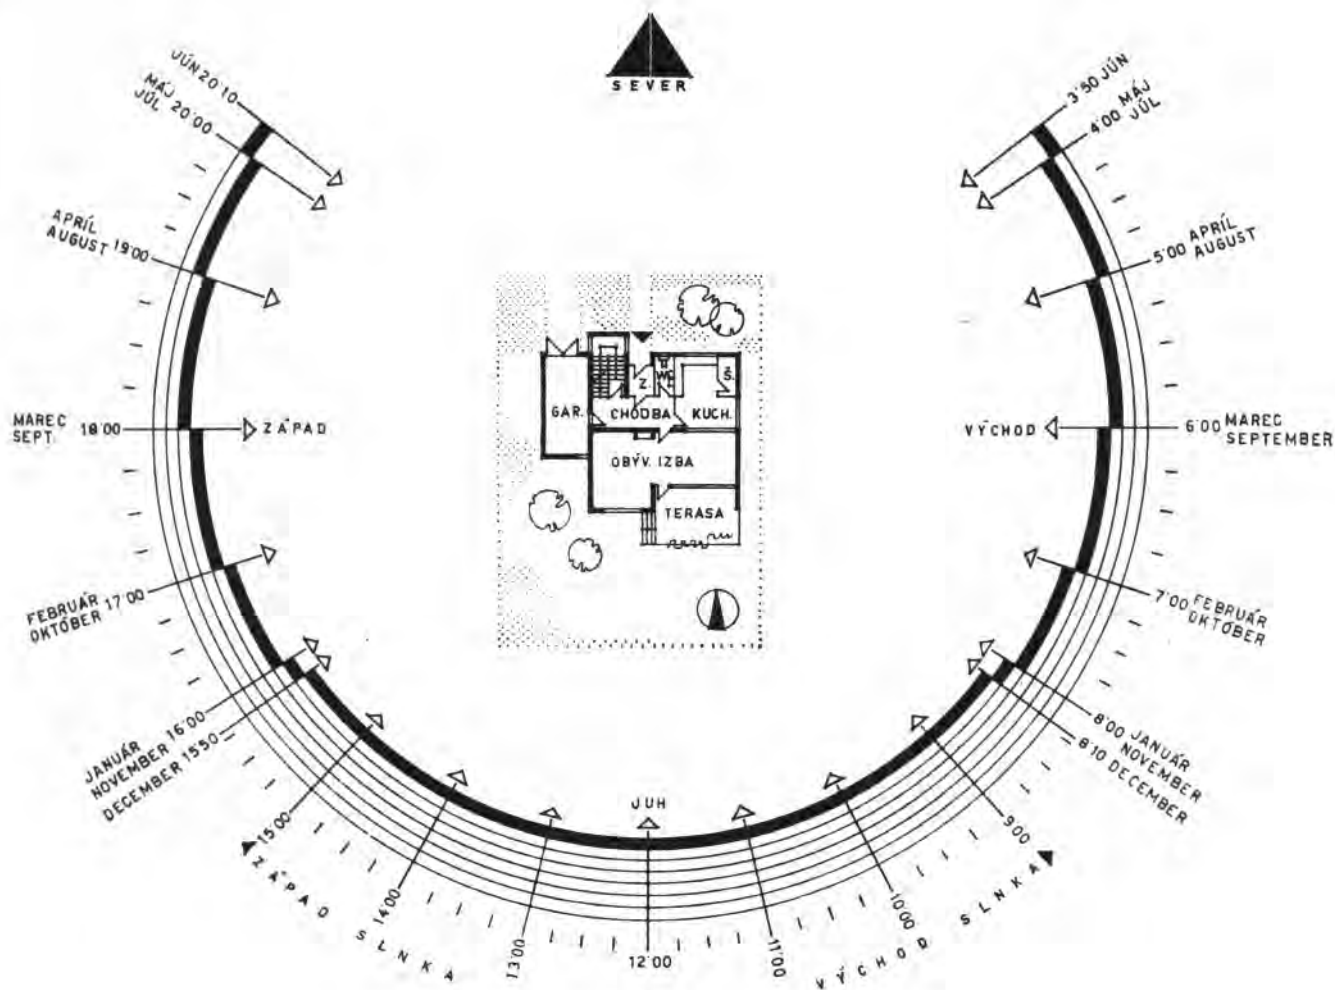 SEVER
JÚN 20˙10
MÁJ 20˙00
JÚL
APRÍL
AUGUST 19˙00
MAREC
SEPT. 18˙00
ZÁPAD
FEBRUÁR
OKTÓBER 17˙00
JANUÁR
NOVEMBER 16˙00
DECEMBER 15˙50
3˙50 JÚN
4˙00 MÁJ
JÚL
5˙00 APRÍL
AUGUST
VÝCHOD
6˙00 MAREC
SEPTEMBER
7˙00 FEBRUÁR
OKTÓBER
8˙00 JANUÁR
NOVEMBER
8˙10 DECEMBER
GAR.
Z.
WC
Š.
CHODBA
KUCH.
OBÝV. IZBA
TERASA
JUH
15˙00
14˙00
13˙00
12˙00
11˙00
10˙00
9˙00
ZÁPAD SLNKA
VÝCHOD SLNKA